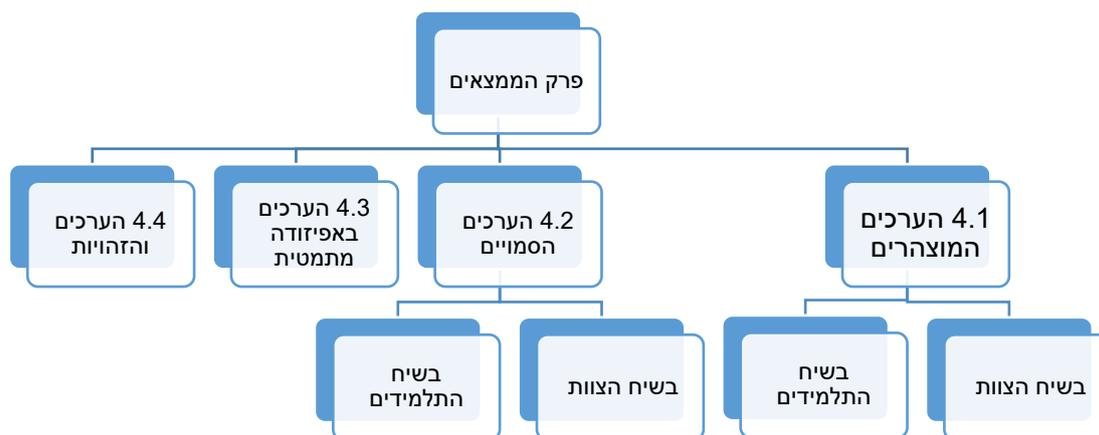 פרק הממצאים
4.1 הערכים
המוצהרים
4.2 הערכים
הסמויים
4.3 הערכים
באפיזודה
מתמטית
4.4 הערכים
והזהויות
בשיח הצוות
בשיח
התלמידים
בשיח הצוות
בשיח
התלמידים